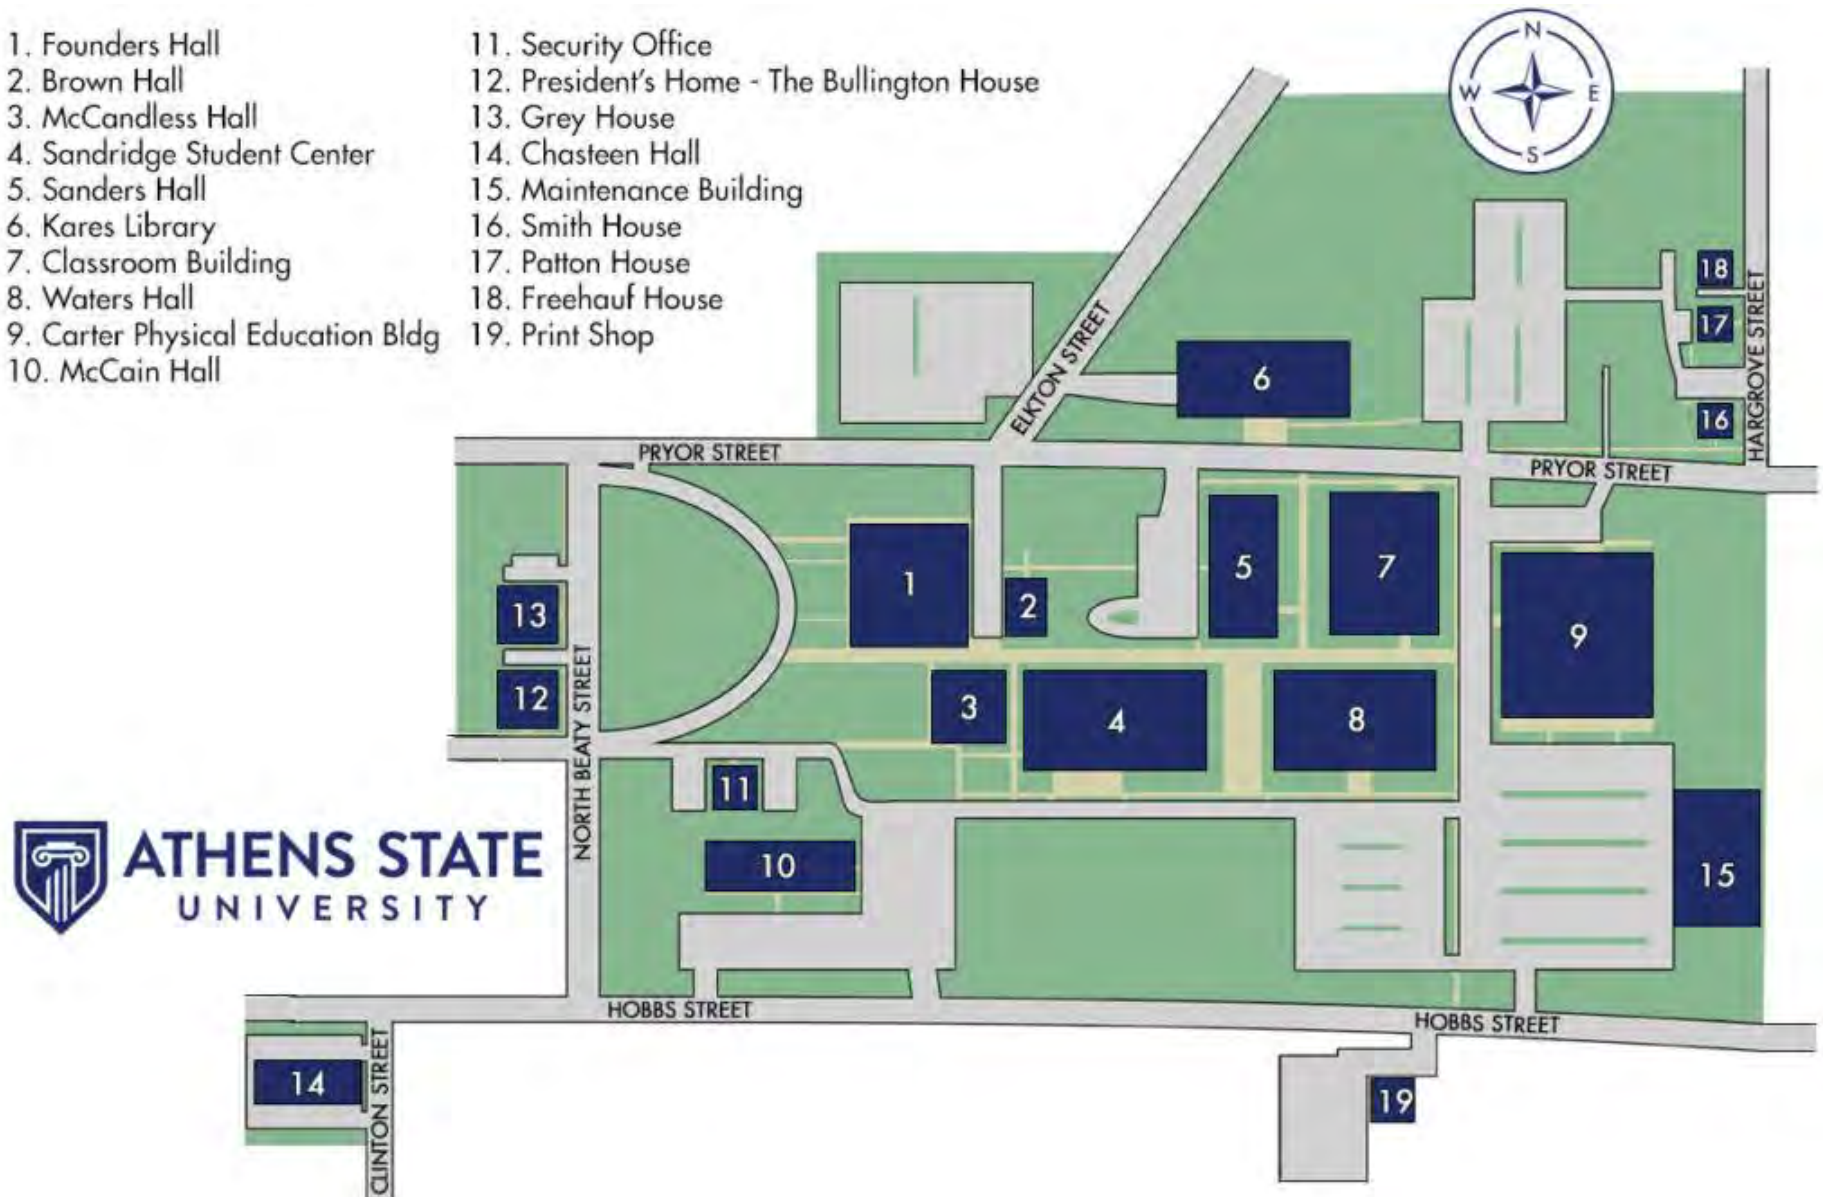 1. Founders Hall
2. Brown Hall
3. McCandless Hall
4. Sandridge Student Center
5. Sanders Hall
6. Kares Library
7. Classroom Building
8. Waters Hall
9. Carter Physical Education Bldg
10. McCain Hall
11. Security Office
12. President's Home - The Bullington House
13. Grey House
14. Chasteen Hall
15. Maintenance Building
16. Smith House
17. Patton House
18. Freehauf House
19. Print Shop
N
W
E
S
18
17
HARGROVE STREET
ELKTON STREET
6
16
PRYOR STREET
PRYOR STREET
1
2
5
7
9
13
12
NORTH BEATY STREET
3
4
8
11
10
15
ATHENS STATE
UNIVERSITY
HOBBS STREET
HOBBS STREET
14
CLINTON STREET
19